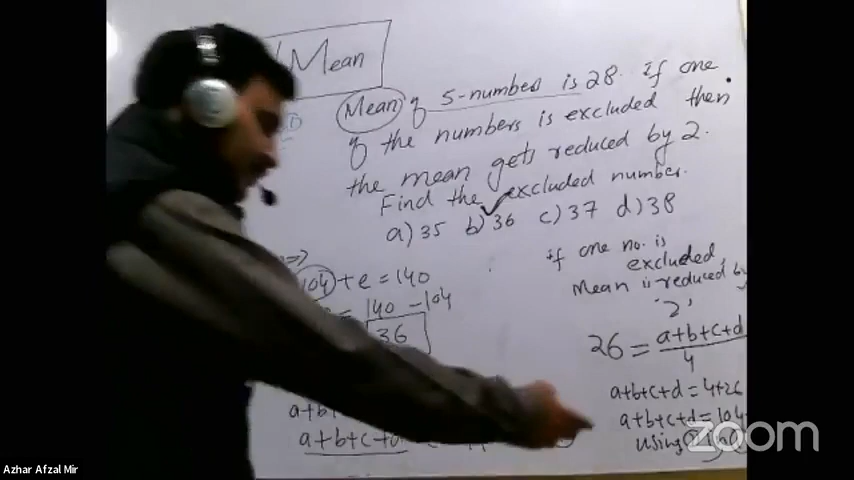 Mean
Mean of 5-numbers is 28. if one
of the numbers is excluded then
the mean gets reduced by 2.
Find the excluded number.
a) 35 b) 36 c) 37 d) 38
=>
104 + e = 140
= 140 - 104
36
a+b+c+d
if one no. is
excluded,
Mean is reduced by
'2'
26 = a+b+c+d
4
a+b+c+d = 4*26
a+b+c+d = 104
using
zoom
Azhar Afzal Mir